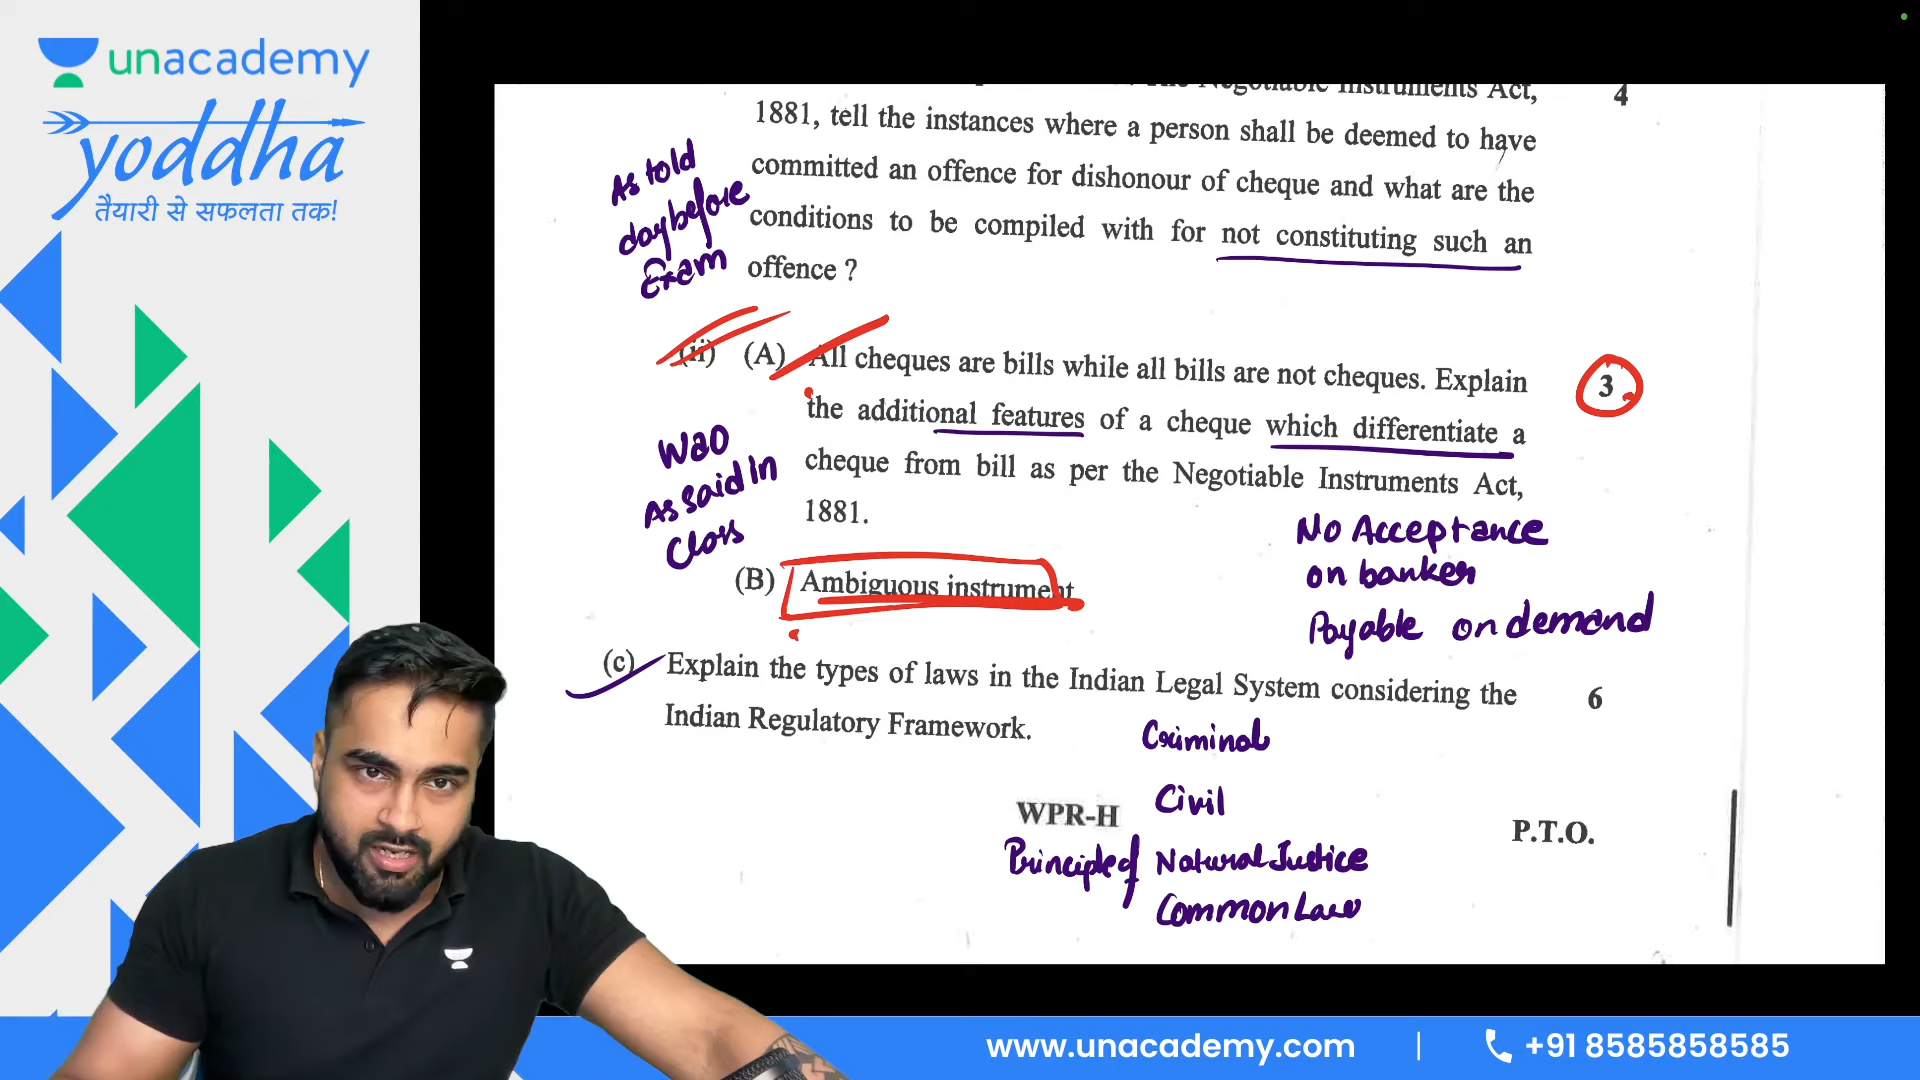 unacademy
yoddha
तैयारी से सफलता तक!
Negotiable Instruments Act,
4
1881, tell the instances where a person shall be deemed to have
committed an offence for dishonour of cheque and what are the
conditions to be compiled with for not constituting such an
offence ?
As told
day before
Exam
(ii) (A) All cheques are bills while all bills are not cheques. Explain
3
the additional features of a cheque which differentiate a
cheque from bill as per the Negotiable Instruments Act,
1881.
As Said In
Class
No Acceptance
on banker
Payable on demand
(B) Ambiguous instrument
(c) Explain the types of laws in the Indian Legal System considering the
6
Indian Regulatory Framework.
Criminal
Civil
WPR-H
P.T.O.
Principle of Natural Justice
Common Law
www.unacademy.com | +91 8585858585